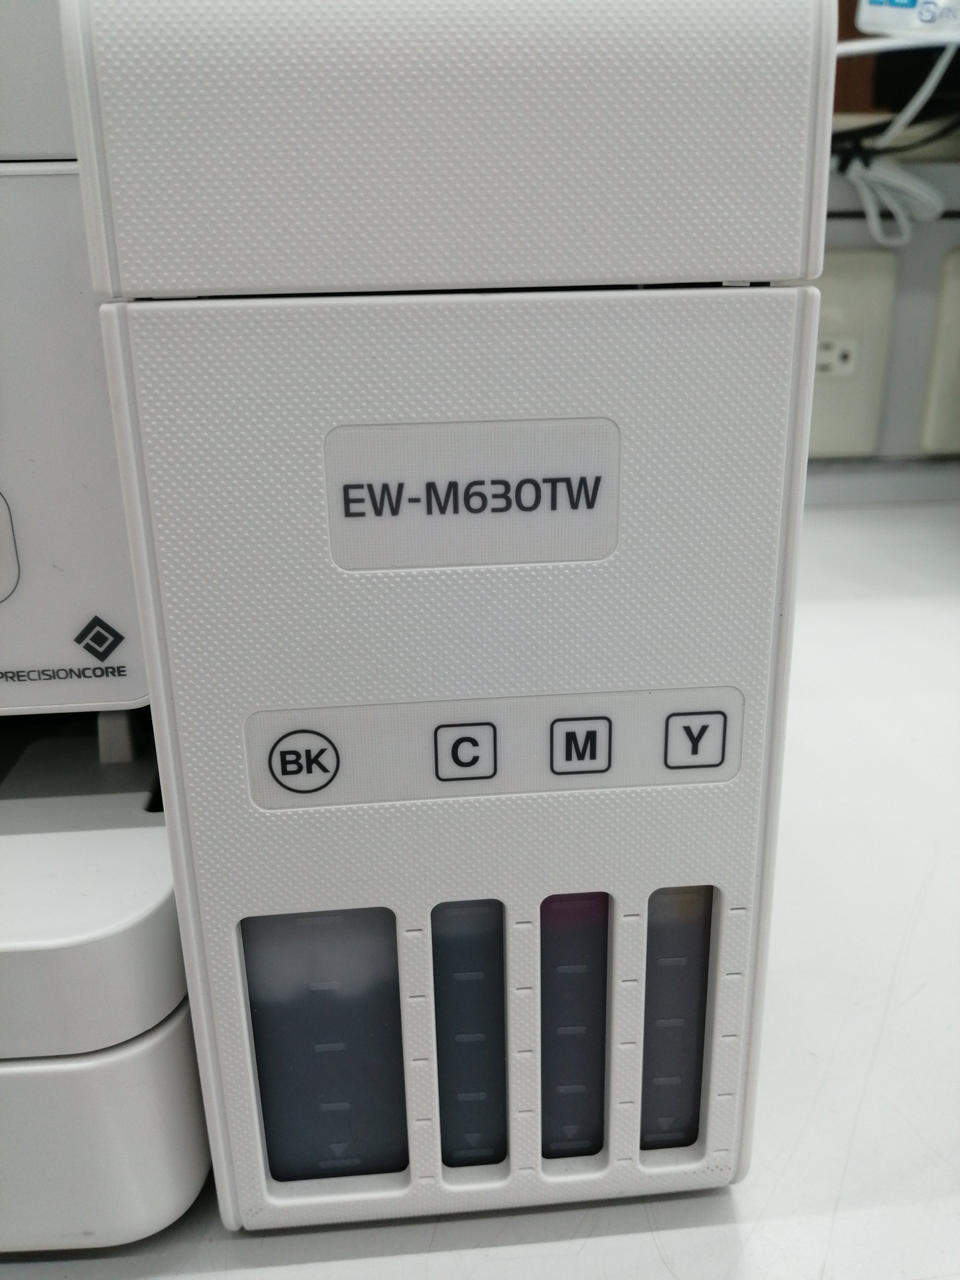 EW-M630TW
PRECISIONCORE
BK C M Y